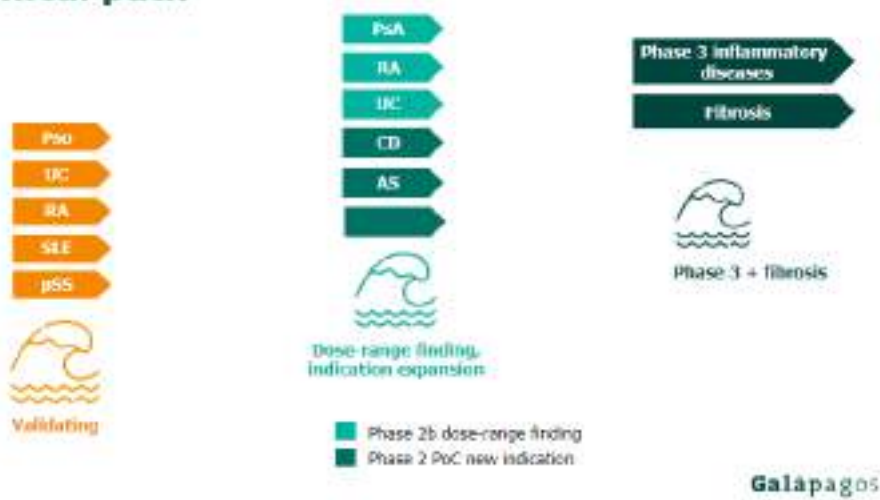 PsA
RA
UC
CD
AS
Pso
UC
RA
SLE
pSS
Phase 3 inflammatory
diseases
Fibrosis
Validating
Dose-range finding,
indication expansion
Phase 3 + fibrosis
Phase 2b dose-range finding
Phase 2 PoC new indication
Galápagos